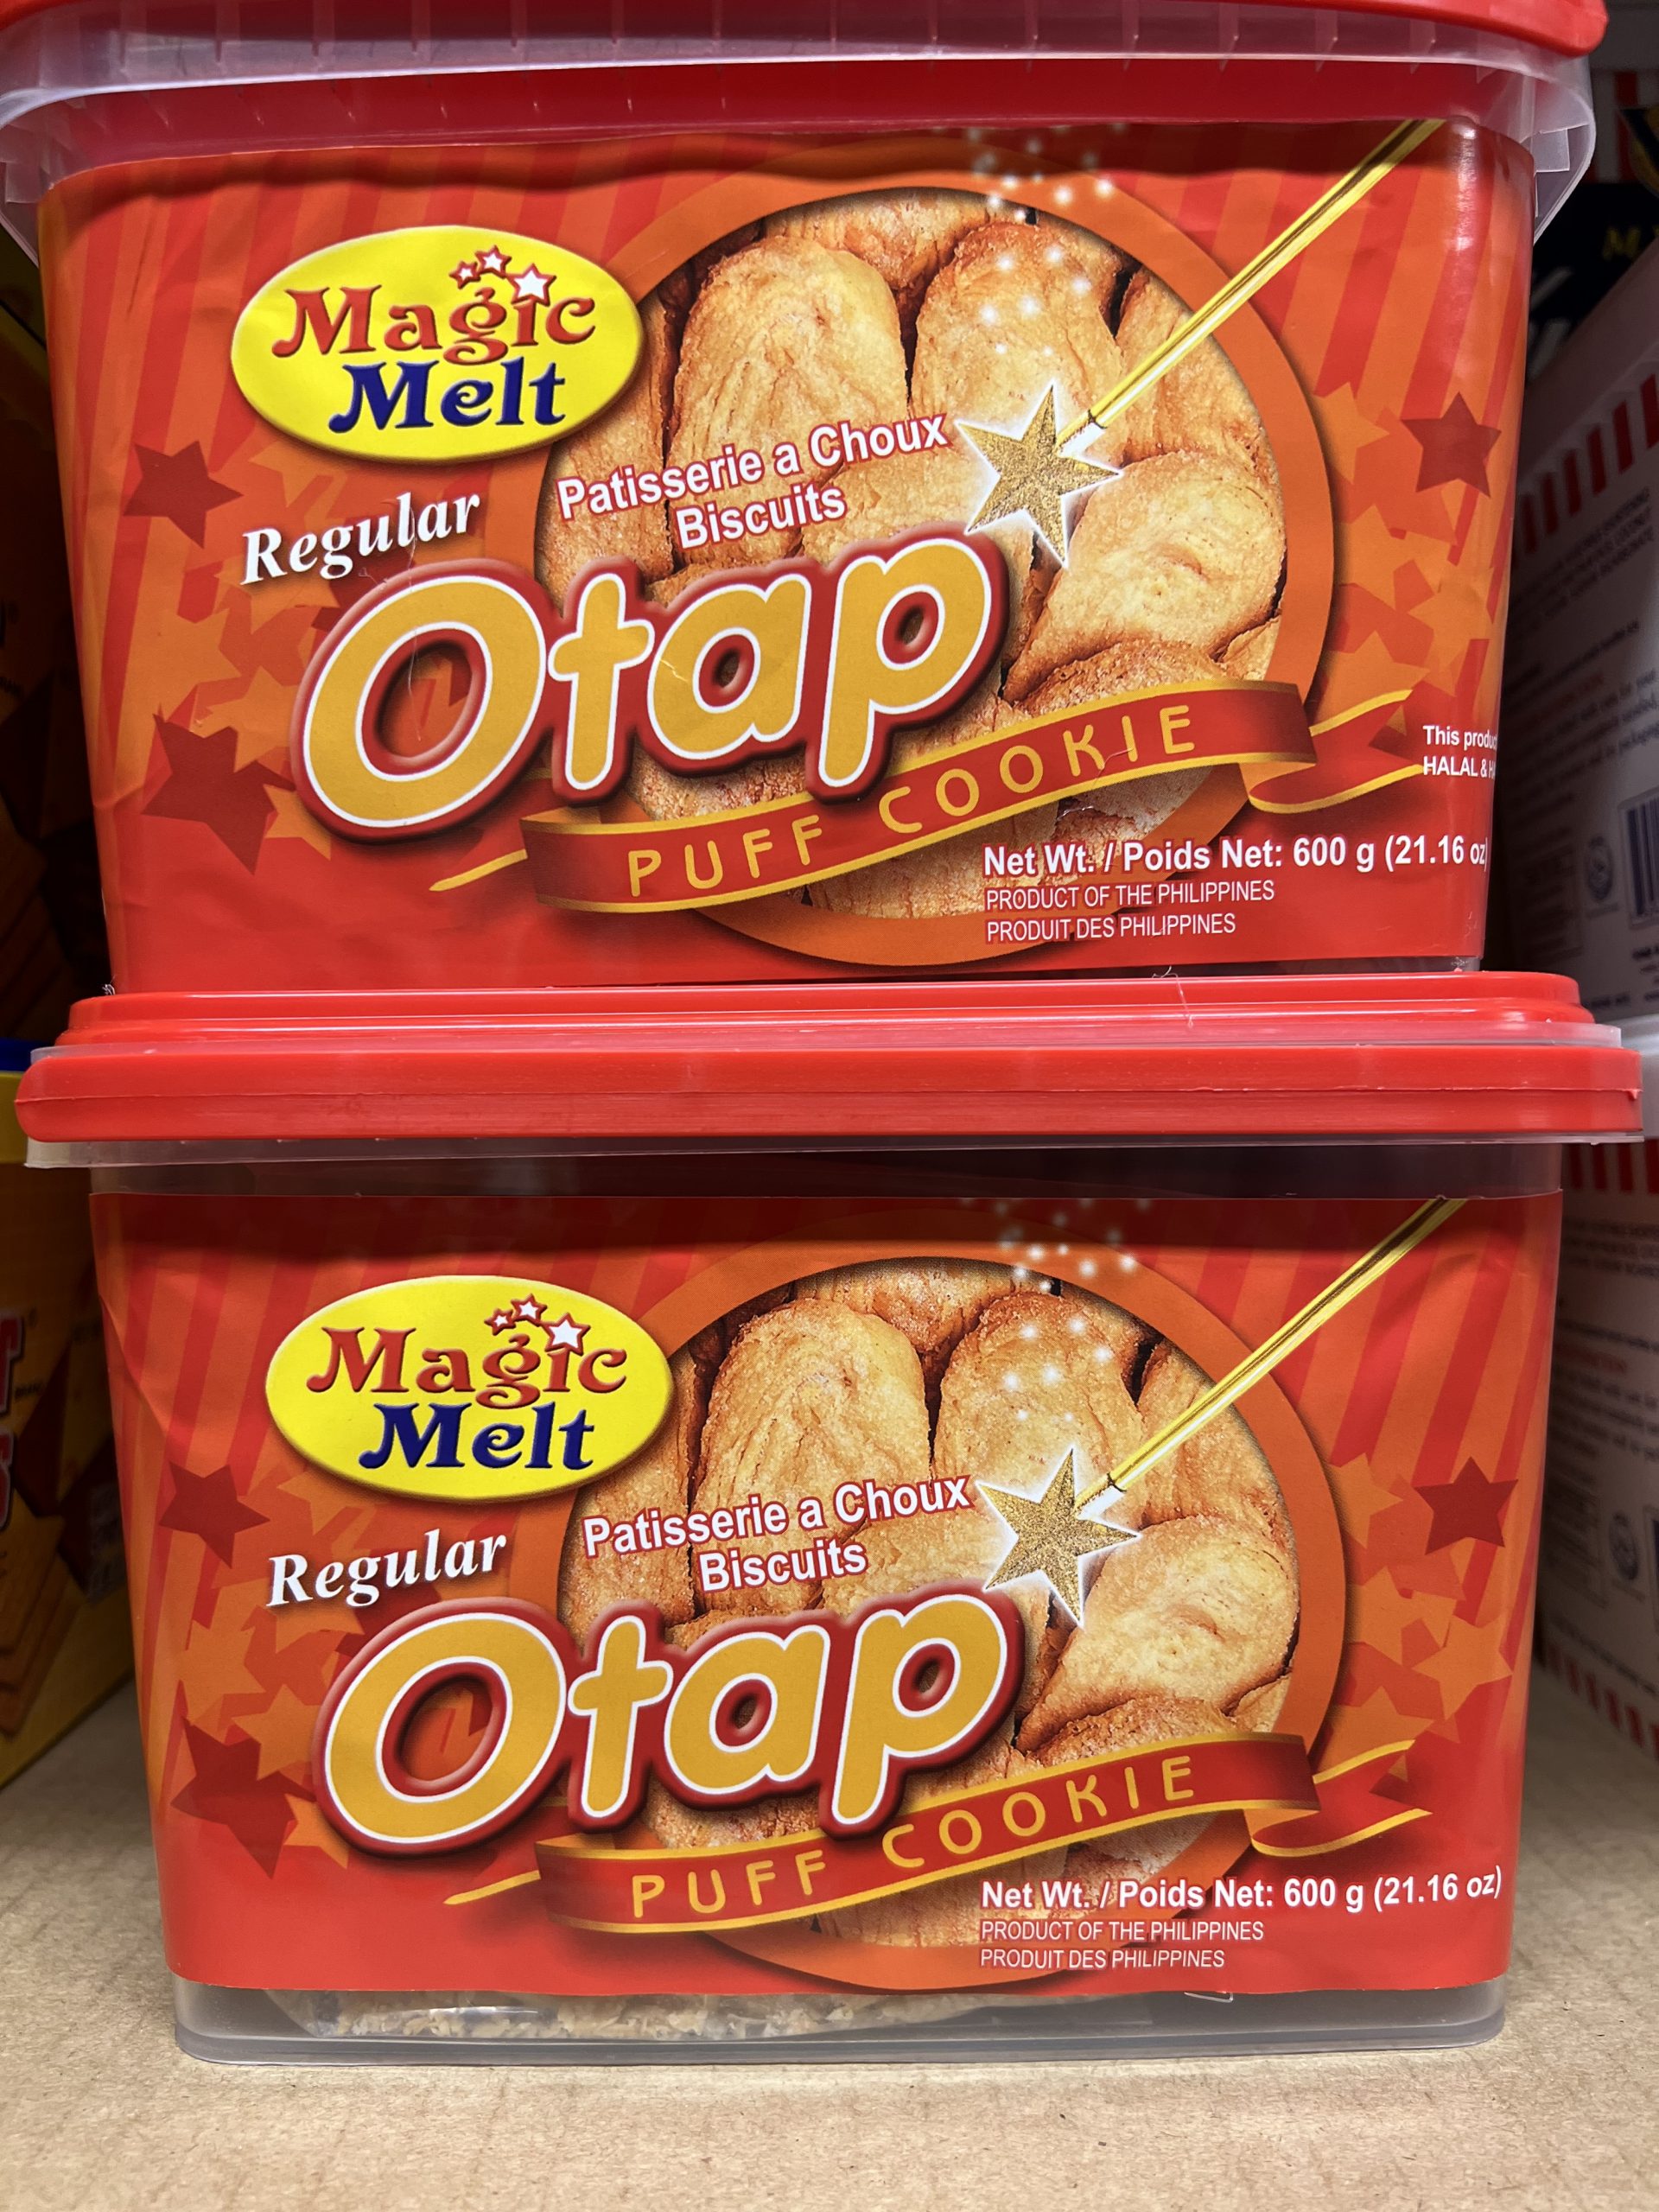 Magic
Melt
Regular
Patisserie a Choux
Biscuits
Otap
PUFF COOKIE
This
HALAL &
Net Wt. / Poids Net: 600 g (21.16 oz
PRODUCT OF THE PHILIPPINES
PRODUIT DES PHILIPPINES
Magic
Melt
Regular
Patisserie a Choux
Biscuits
Otap
PUFF COOKIE
Net Wt. / Poids Net: 600 g (21.16 oz)
PRODUCT OF THE PHILIPPINES
PRODUIT DES PHILIPPINES